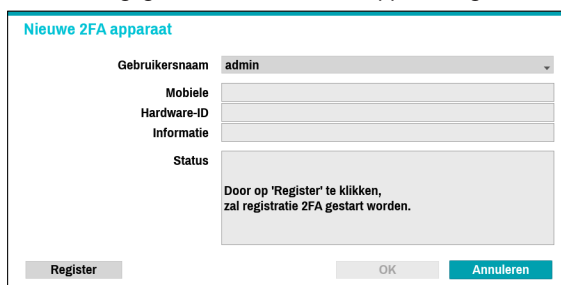 Nieuwe 2FA apparaat
Gebruikersnaam admin
Mobiele
Hardware-ID
Informatie
Status
Door op 'Register' te klikken,
zal registratie 2FA gestart worden.
Register OK Annuleren